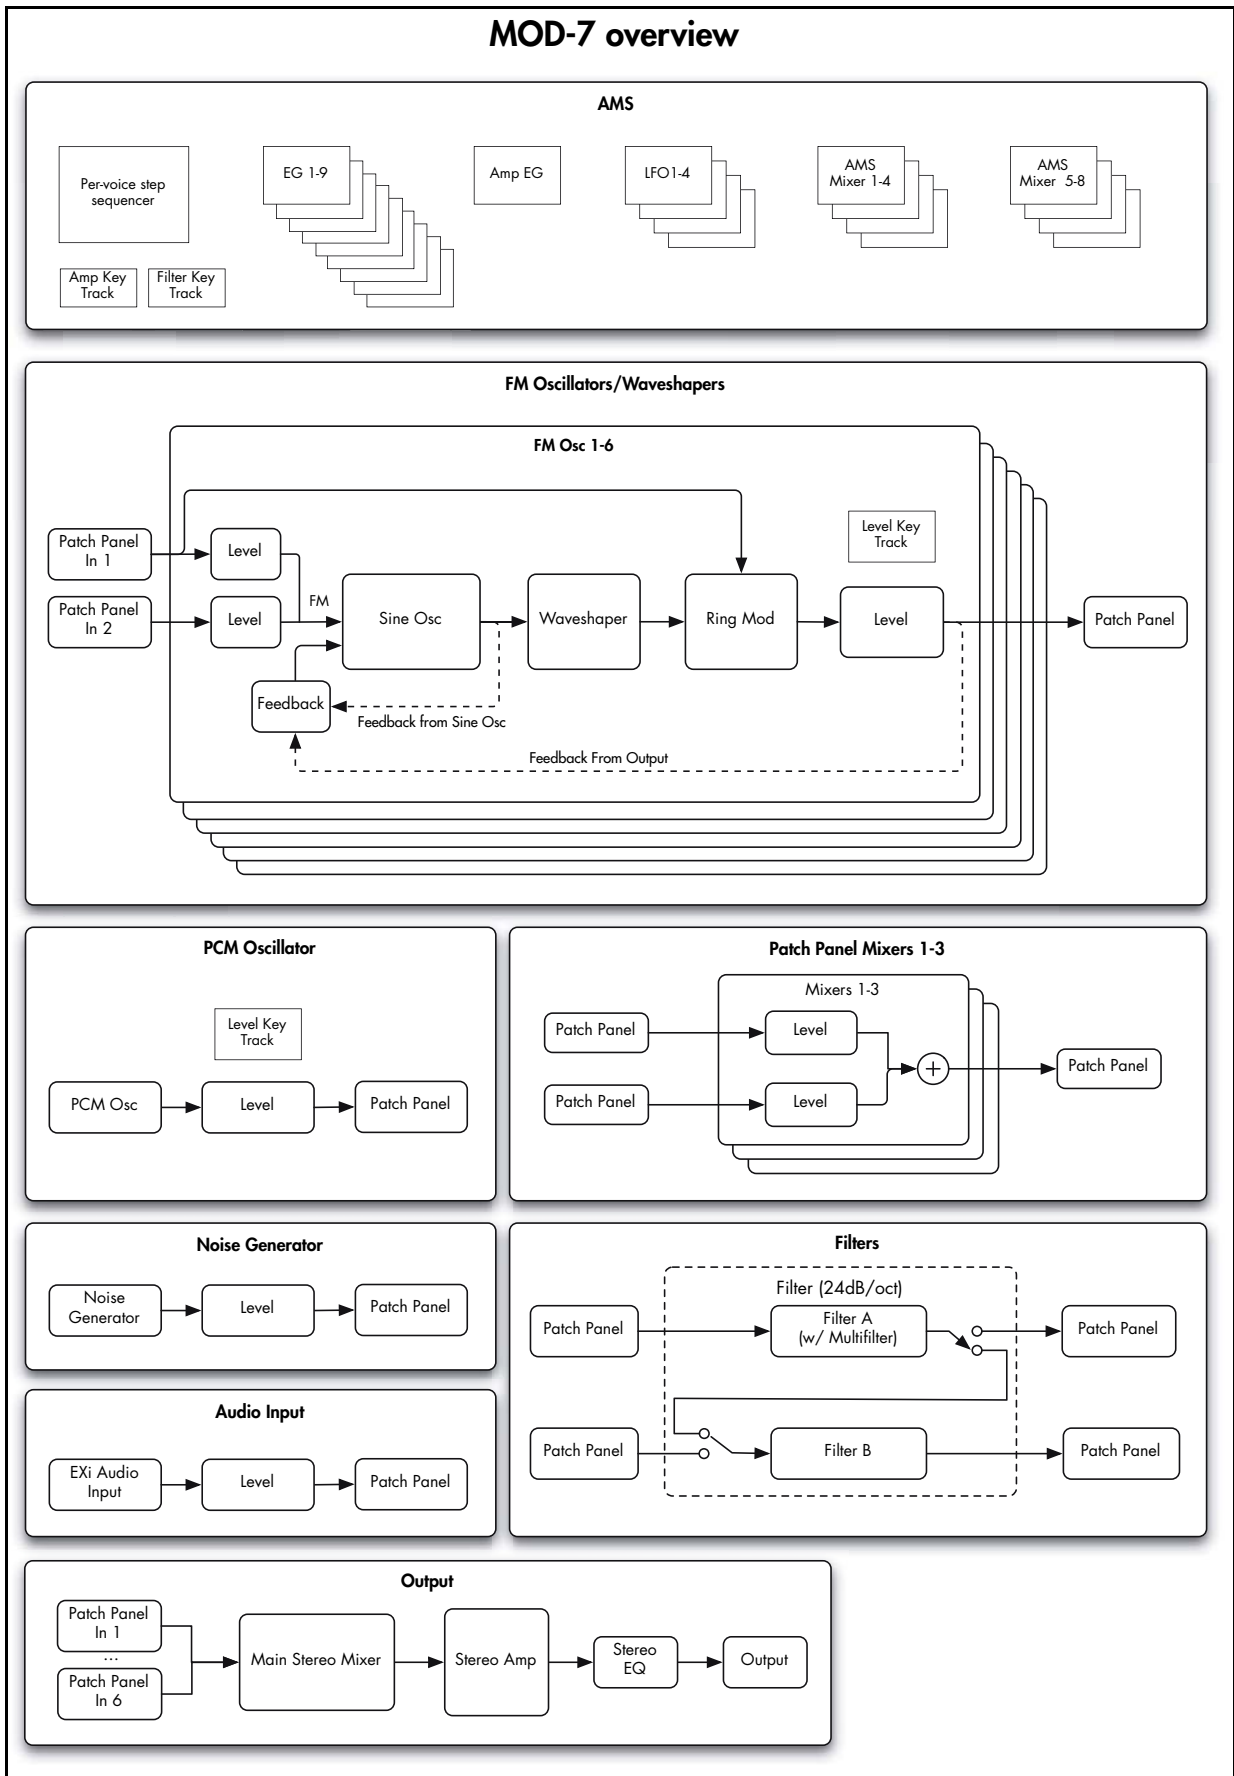 MOD-7 overview
AMS
Per-voice step
sequencer
EG 1-9
Amp EG
LFO1-4
AMS
Mixer 1-4
AMS
Mixer 5-8
Amp Key
Track
Filter Key
Track
FM Oscillators/Waveshapers
FM Osc 1-6
Patch Panel
In 1
Level
Level Key
Track
Patch Panel
In 2
Level
FM
Sine Osc
Waveshaper
Ring Mod
Level
Patch Panel
Feedback
Feedback from Sine Osc
Feedback From Output
PCM Oscillator
Level Key
Track
PCM Osc
Level
Patch Panel
Patch Panel Mixers 1-3
Mixers 1-3
Patch Panel
Level
Patch Panel
Level
Patch Panel
Noise Generator
Noise
Generator
Level
Patch Panel
Filters
Filter (24dB/oct)
Patch Panel
Filter A
(w/ Multifilter)
Patch Panel
Patch Panel
Filter B
Patch Panel
Audio Input
EXi Audio
Input
Level
Patch Panel
Output
Patch Panel
In 1
...
Patch Panel
In 6
Main Stereo Mixer
Stereo Amp
Stereo
EQ
Output